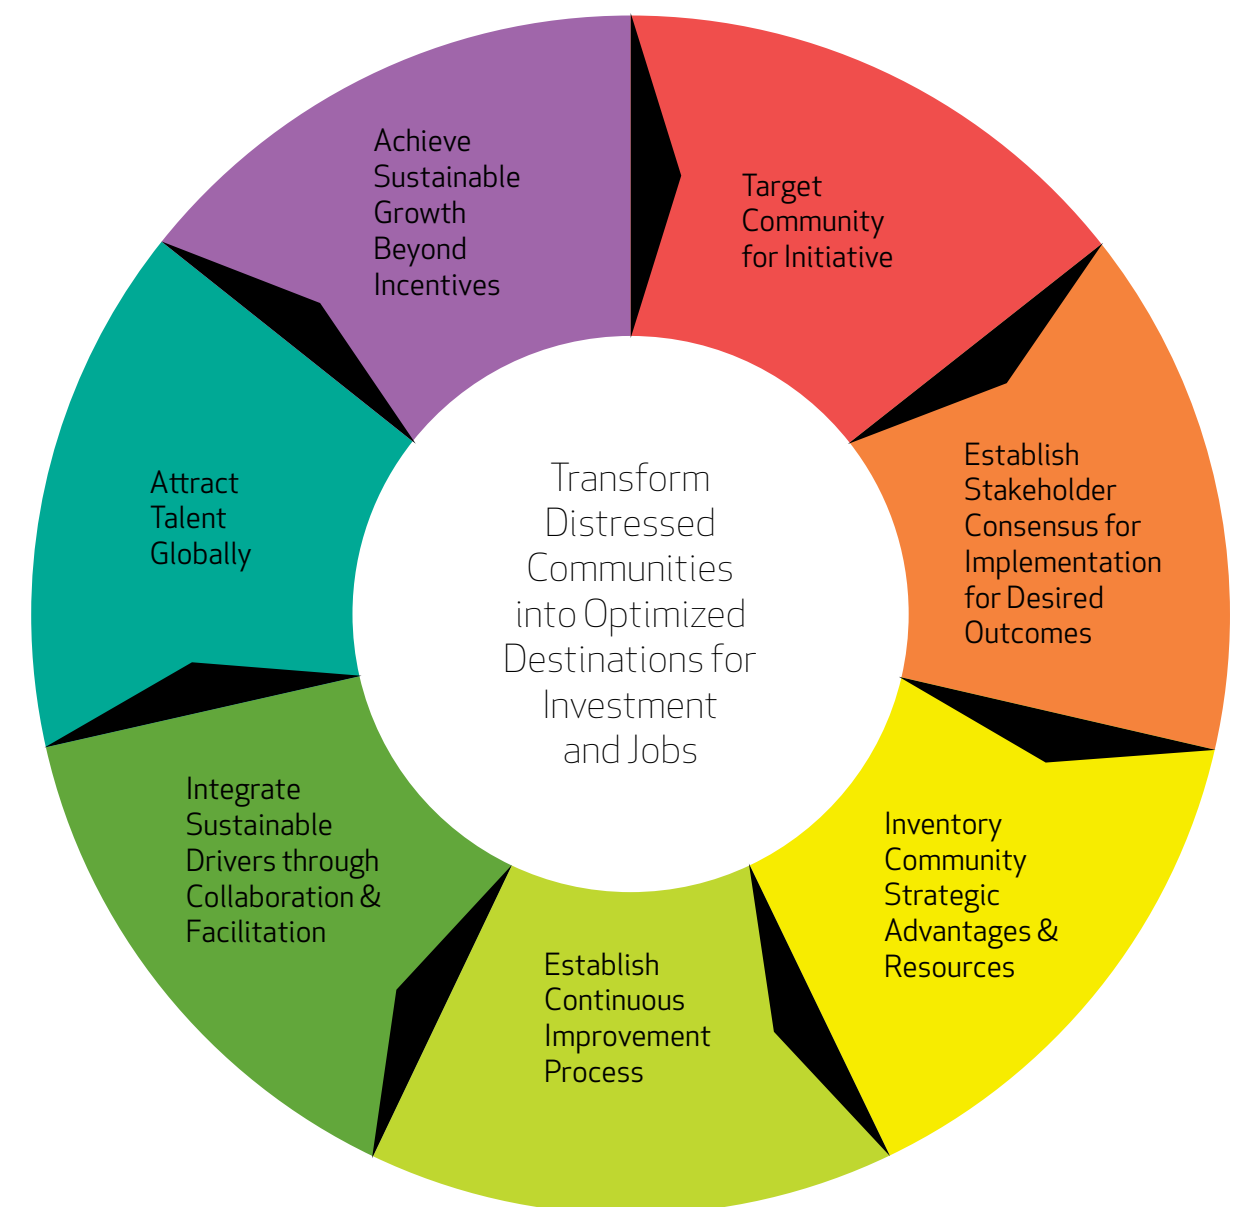 Target
Community
for Initiative
Establish
Stakeholder
Consensus for
Implementation
for Desired
Outcomes
Inventory
Community
Strategic
Advantages &
Resources
Establish
Continuous
Improvement
Process
Integrate
Sustainable
Drivers through
Collaboration &
Facilitation
Attract
Talent
Globally
Achieve
Sustainable
Growth
Beyond
Incentives
Transform
Distressed
Communities
into Optimized
Destinations for
Investment
and Jobs